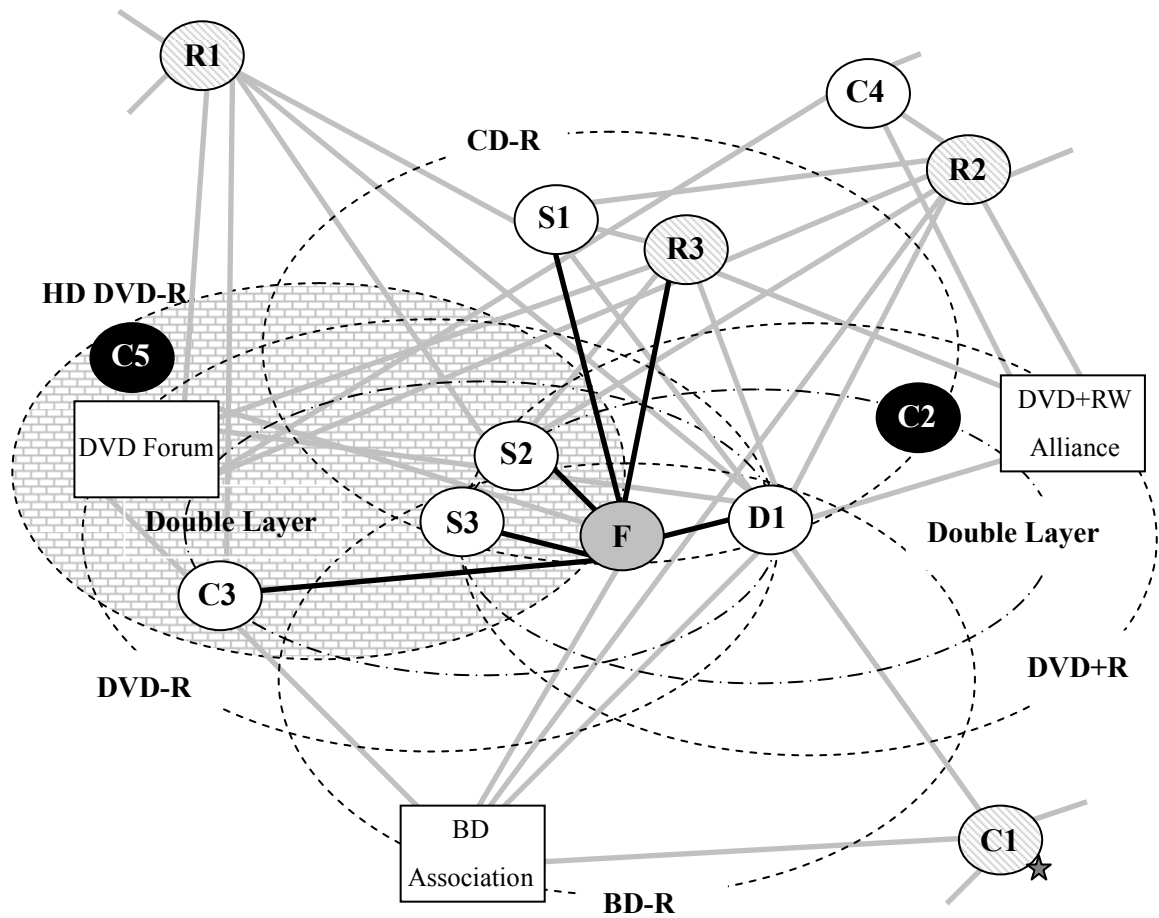 R1
C4
CD-R
R2
S1
R3
HD DVD-R
C5
DVD+RW
Alliance
C2
DVD Forum
S2
Double Layer
S3
F
D1
Double Layer
C3
DVD-R
DVD+R
BD
Association
C1
BD-R